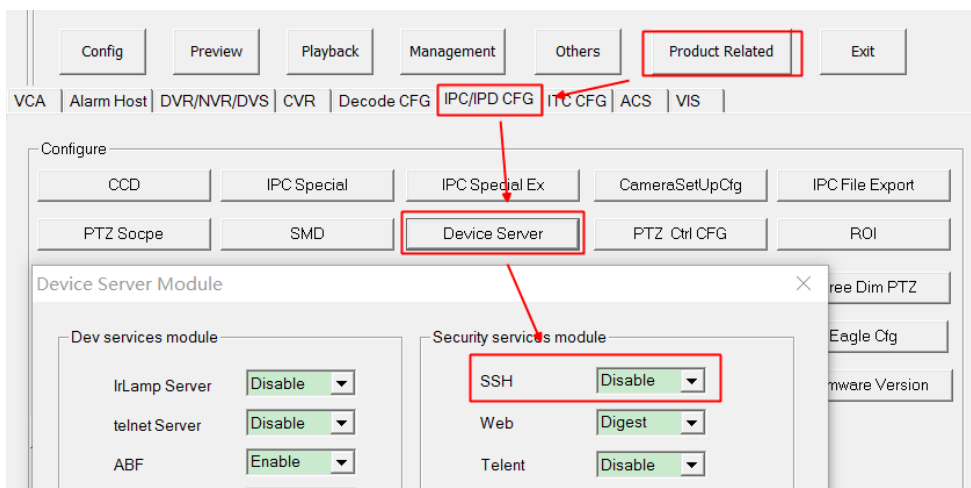 Config Preview Playback Management Others Product Related Exit
VCA Alarm Host DVR/NVR/DVS CVR Decode CFG IPC/IPD CFG ITC CFG ACS VIS
Configure
CCD IPC Special IPC Special Ex CameraSetUpCfg IPC File Export
PTZ Socpe SMD Device Server PTZ Ctrl CFG ROI
Device Server Module ree Dim PTZ
Dev services module Security services module Eagle Cfg
IrLamp Server Disable SSH Disable mware Version
telnet Server Disable Web Digest
ABF Enable Telent Disable